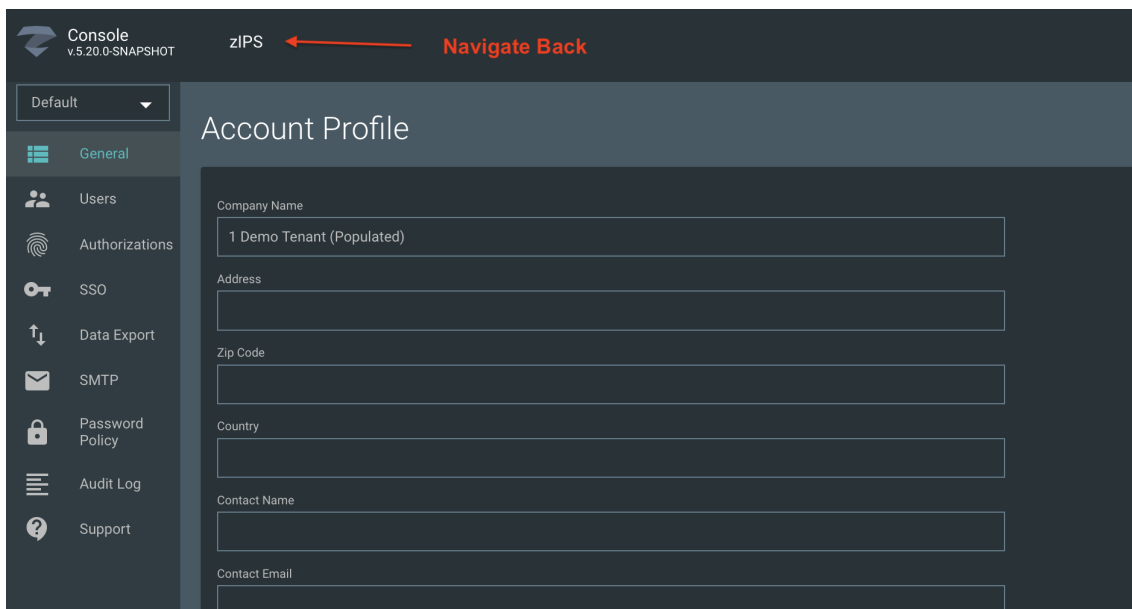 Console
v.5.20.0-SNAPSHOT
zIPS
Navigate Back
Default
Account Profile
General
Users
Authorizations
SSO
Data Export
SMTP
Password
Policy
Audit Log
Support
Company Name
1 Demo Tenant (Populated)
Address
Zip Code
Country
Contact Name
Contact Email